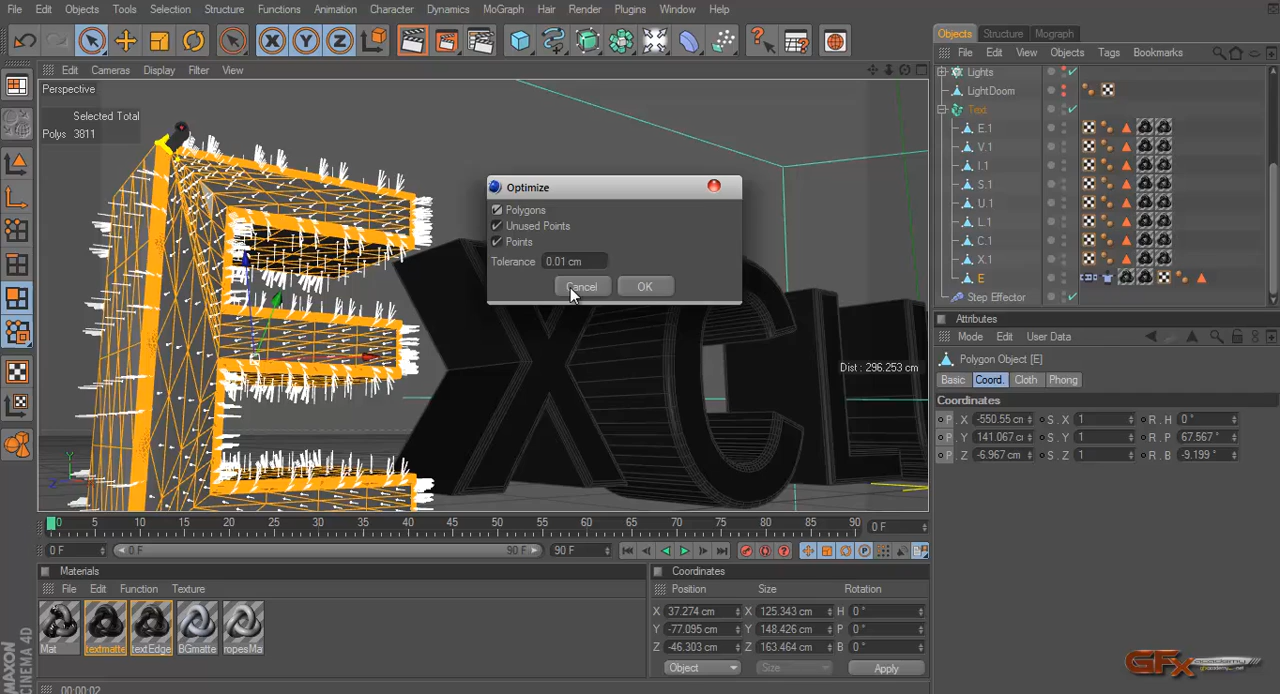 File Edit Objects Tools Selection Structure Functions Animation Character Dynamics MoGraph Hair Render Plugins Window Help
Objects Structure Mograph
File Edit View Objects Tags Bookmarks
Edit Cameras Display Filter View
Perspective
Selected Total
Polys 3811
Lights
LightDoom
Text
E.1
V.1
I.1
S.1
U.1
L.1
C.1
X.1
E
Step Effector
Optimize
Polygons
Unused Points
Points
Tolerance 0.01 cm
Cancel OK
Dist : 296.253 cm
Attributes
Mode Edit User Data
Polygon Object [E]
Basic Coord. Cloth Phong
Coordinates
P . X -550.55 cm S . X 1 R . H 0 °
P . Y 141.067 cm S . Y 1 R . P 67.567 °
P . Z -6.967 cm S . Z 1 R . B -9.199 °
0 5 10 15 20 25 30 35 40 45 50 55 60 65 70 75 80 85 90 0 F
0 F 0 F 90 F 90 F
Materials
File Edit Function Texture
Mat textmatte textEdge BGmatte ropesMa
Coordinates
Position Size Rotation
X 37.274 cm X 125.343 cm H 0 °
Y -77.095 cm Y 148.426 cm P 0 °
Z -46.303 cm Z 163.464 cm B 0 °
Object Size Apply
00:00:02
MAXON
CINEMA 4D
GFx academy